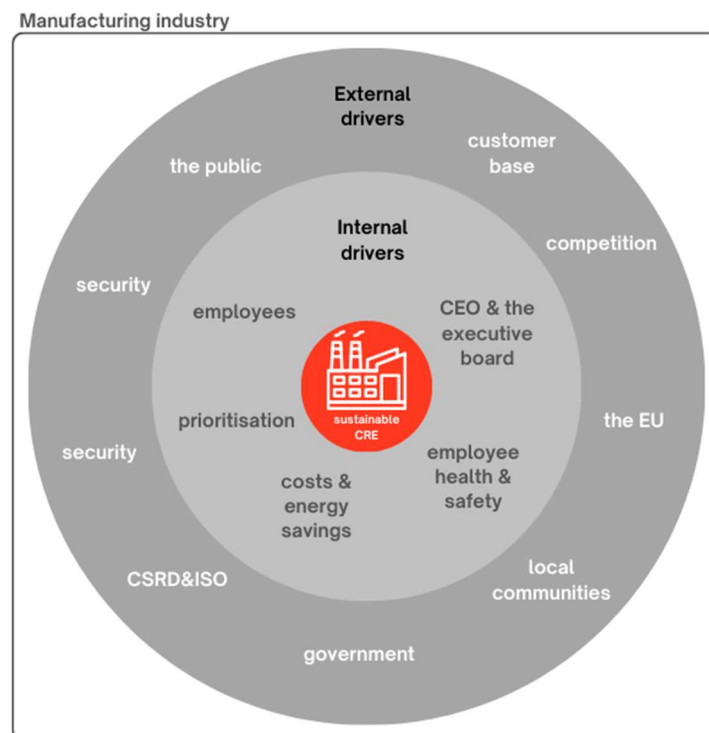 Manufacturing industry
External
drivers
customer
base
the public
competition
security
security
CSRD&ISO
government
local
communities
the EU
Internal
drivers
employees
CEO & the
executive
board
prioritisation
employee
health &
safety
costs &
energy
savings
sustainable
CRE